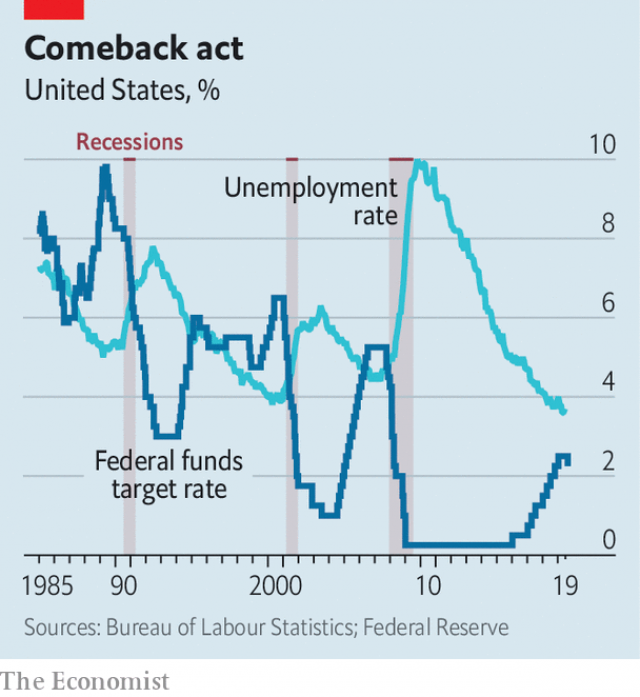 Comeback act
United States, %
Recessions
10
Unemployment
rate
8
6
4
Federal funds
target rate
2
0
1985 90 2000 10 19
Sources: Bureau of Labour Statistics; Federal Reserve
The Economist